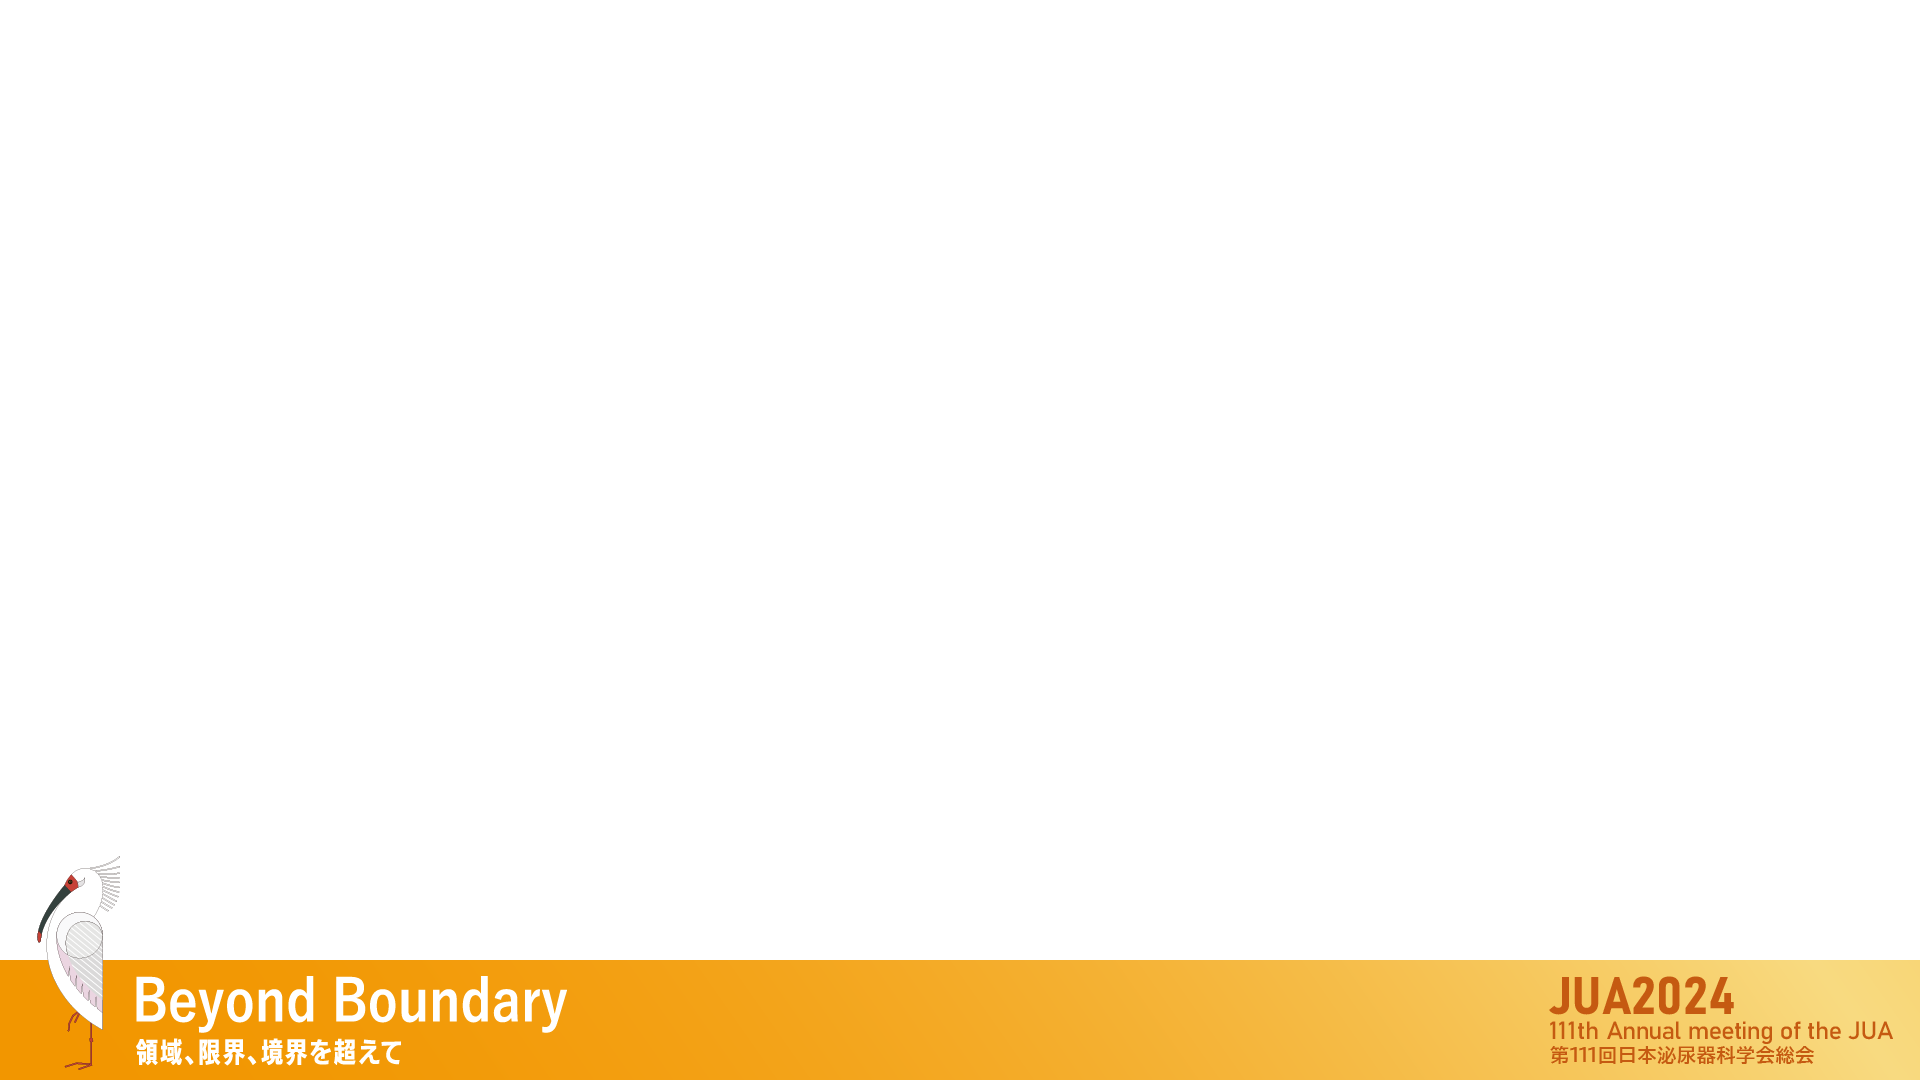 Beyond Boundary
領域、限界、境界を超えて
JUA2024
111th Annual meeting of the JUA
第111回日本泌尿器科学会総会